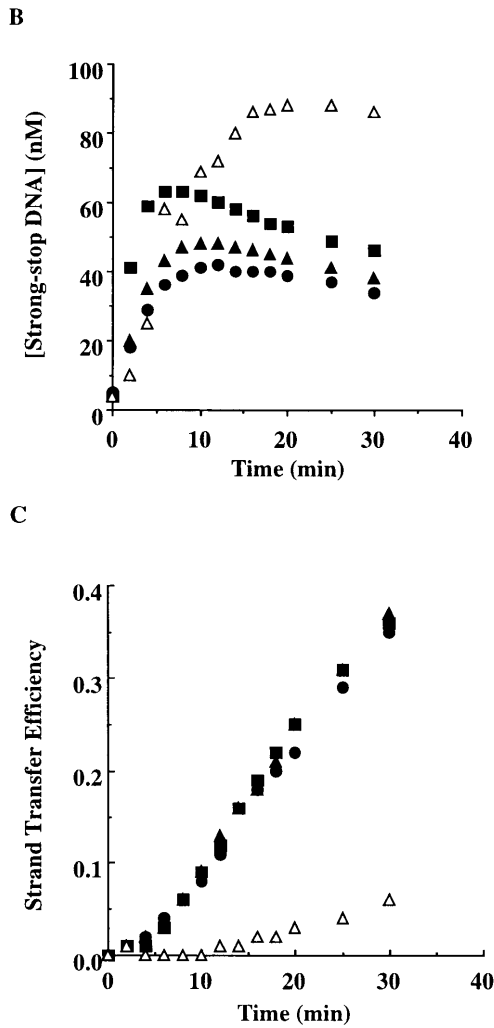 B
100
80
60
40
20
0
[Strong-stop DNA] (nM)
0 10 20 30 40
Time (min)
C
0.4
0.3
0.2
0.1
0.0
Strand Transfer Efficiency
0 10 20 30 40
Time (min)